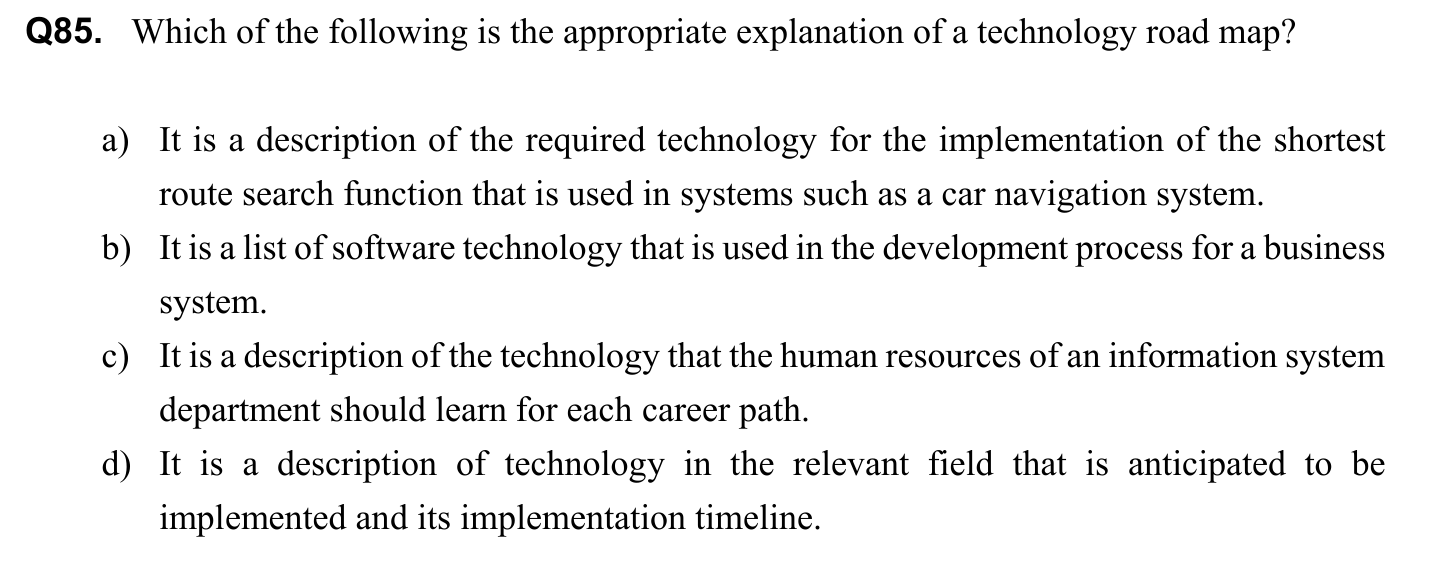 Q85. Which of the following is the appropriate explanation of a technology road map?
a) It is a description of the required technology for the implementation of the shortest
route search function that is used in systems such as a car navigation system.
b) It is a list of software technology that is used in the development process for a business
system.
c) It is a description of the technology that the human resources of an information system
department should learn for each career path.
d) It is a description of technology in the relevant field that is anticipated to be
implemented and its implementation timeline.